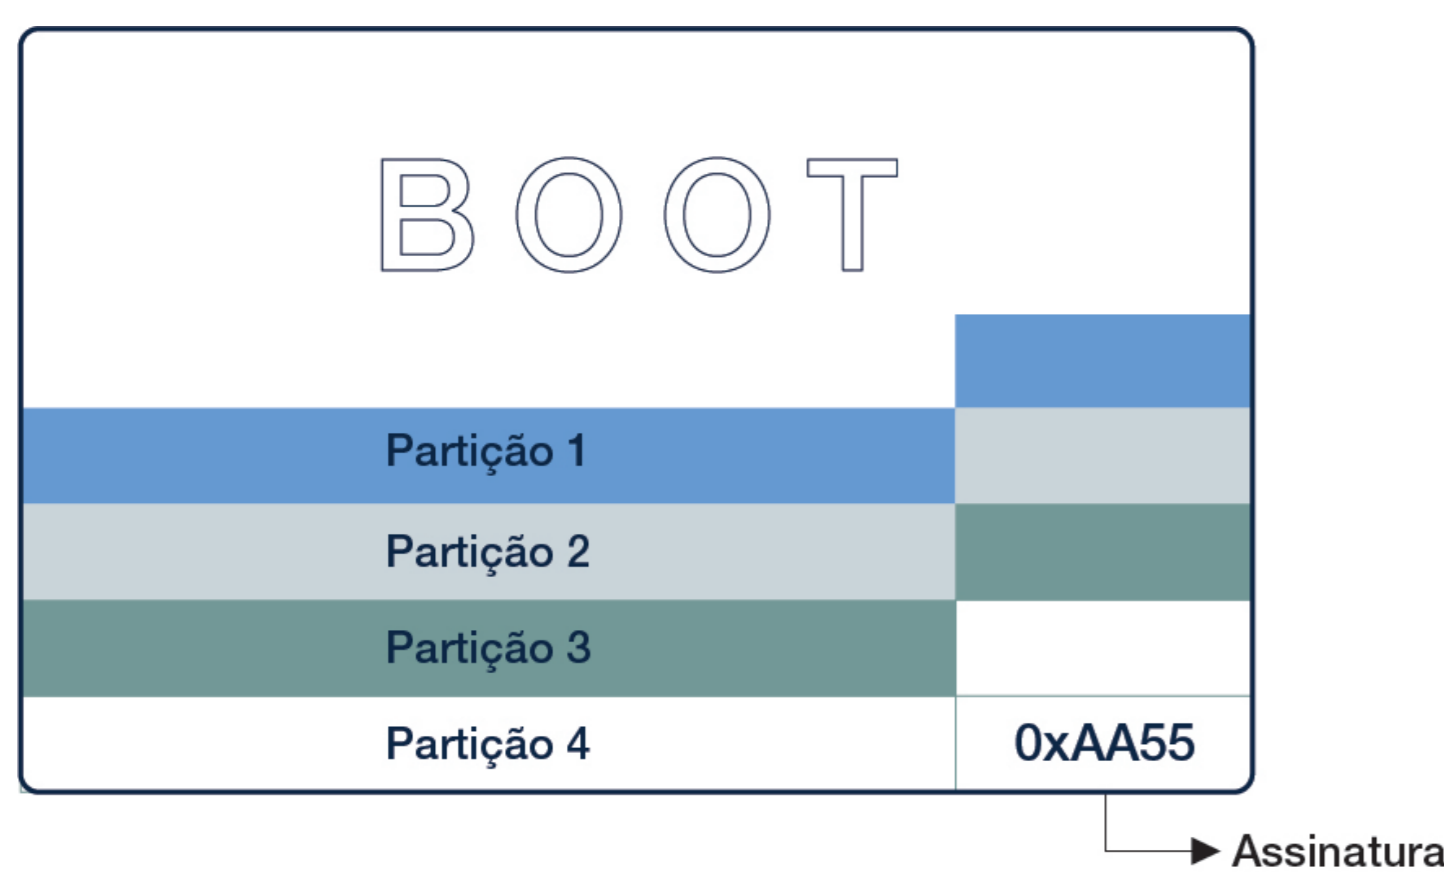 BOOT
Partição 1
Partição 2
Partição 3
Partição 4
0xAA55
Assinatura